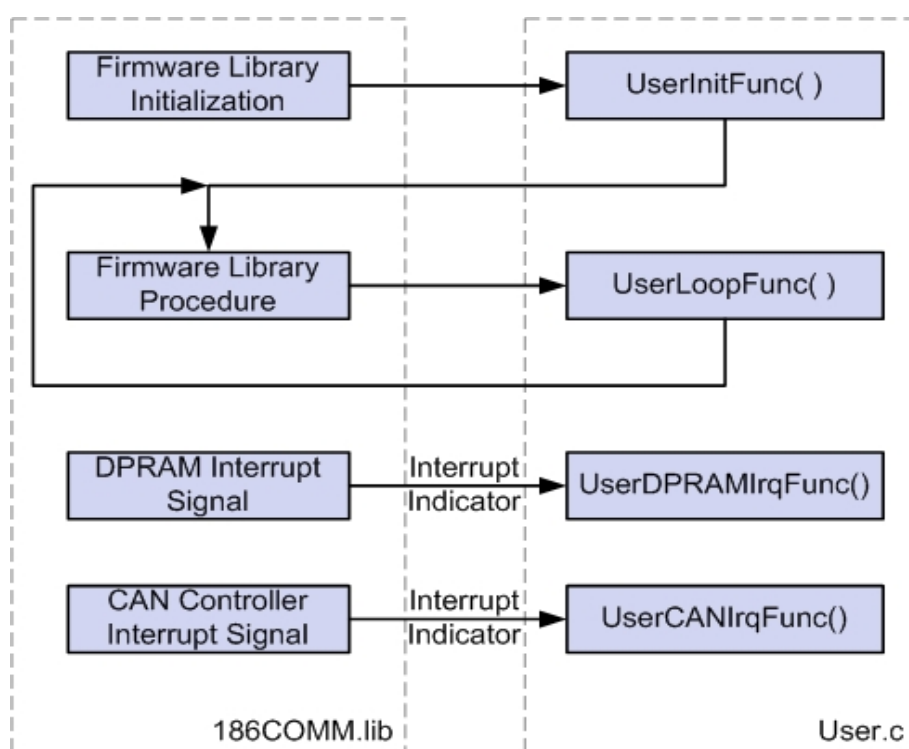 Firmware Library
Initialization
UserInitFunc( )
Firmware Library
Procedure
UserLoopFunc( )
DPRAM Interrupt
Signal
Interrupt
Indicator
UserDPRAMIrqFunc()
CAN Controller
Interrupt Signal
Interrupt
Indicator
UserCANIrqFunc()
186COMM.lib
User.c